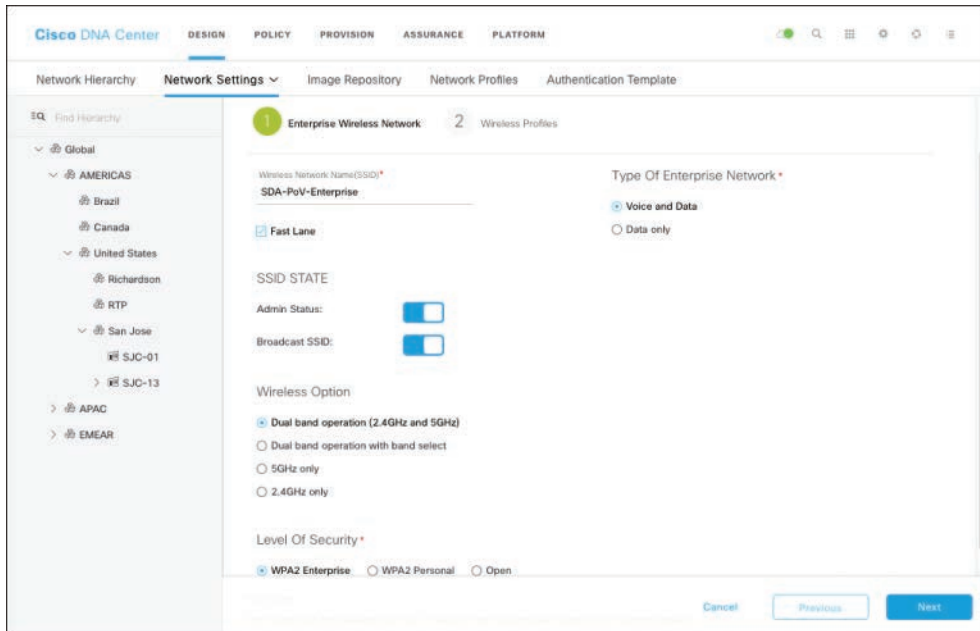 Cisco DNA Center DESIGN POLICY PROVISION ASSURANCE PLATFORM
Network Hierarchy Network Settings Image Repository Network Profiles Authentication Template
Find Hierarchy
Global
AMERICAS
Brazil
Canada
United States
Richardson
RTP
San Jose
SJC-01
SJC-13
APAC
EMEAR
1 Enterprise Wireless Network 2 Wireless Profiles
Wireless Network Name(SSID)*
SDA-PoV-Enterprise
Fast Lane
Type Of Enterprise Network *
Voice and Data
Data only
SSID STATE
Admin Status:
Broadcast SSID:
Wireless Option
Dual band operation (2.4GHz and 5GHz)
Dual band operation with band select
5GHz only
2.4GHz only
Level Of Security *
WPA2 Enterprise WPA2 Personal Open
Cancel Previous Next